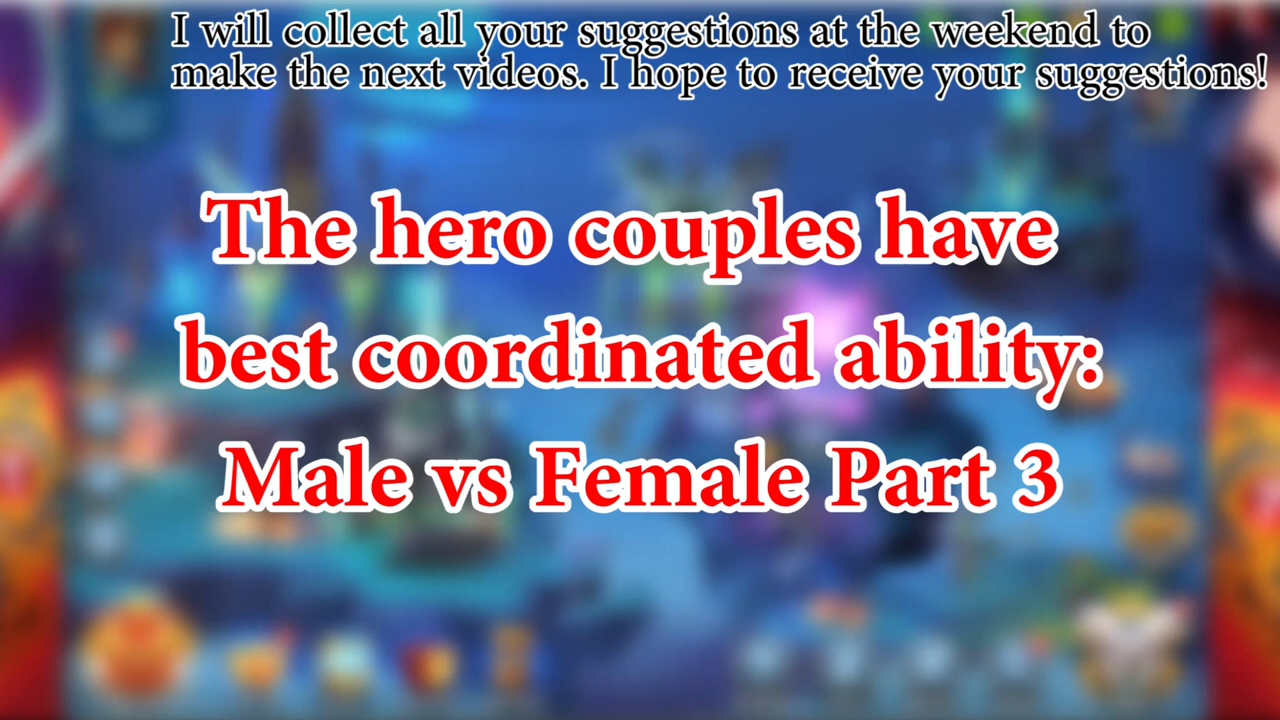 I will collect all your suggestions at the weekend to
make the next videos. I hope to receive your suggestions!
The hero couples have
best coordinated ability:
Male vs Female Part 3